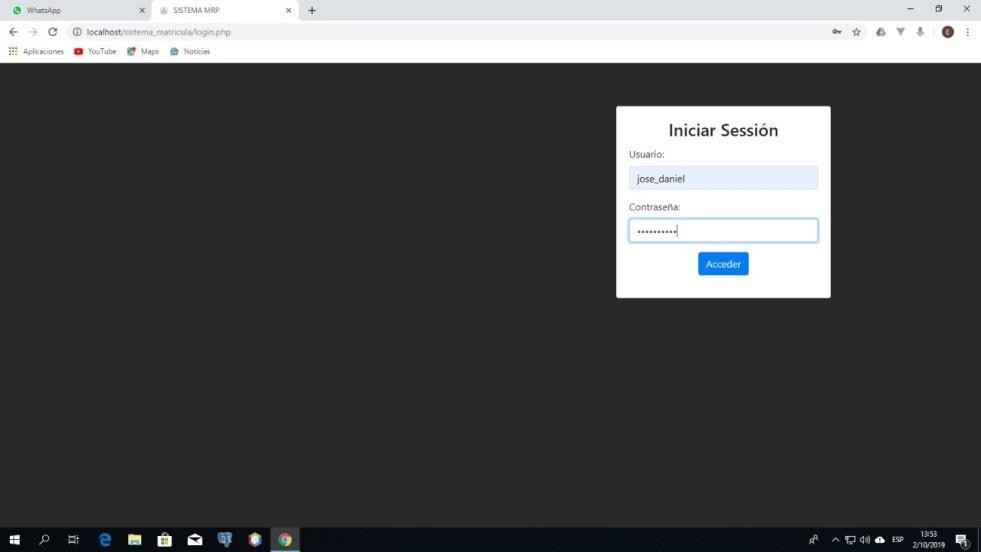 WhatsApp
SISTEMA MRP
localhost/sistema_matricula/login.php
Aplicaciones YouTube Maps Noticias
E
Iniciar Sessión
Usuario:
jose_daniel
Contraseña:
••••••••••
Acceder
ESP
13:53
2/10/2019
1